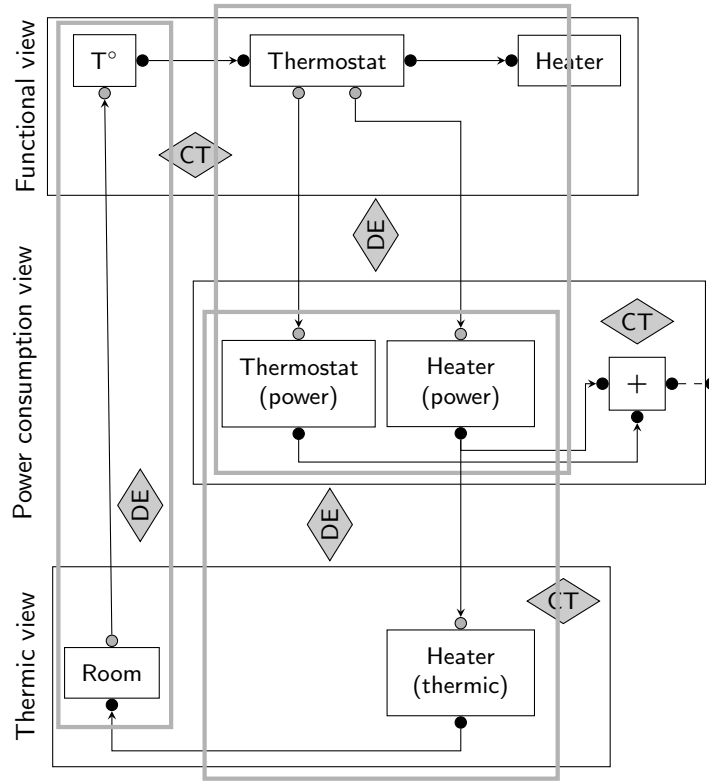 Functional view
T°
Thermostat
Heater
CT
DE
Power consumption view
CT
Thermostat
(power)
Heater
(power)
+
DE
DE
Thermic view
CT
Room
Heater
(thermic)